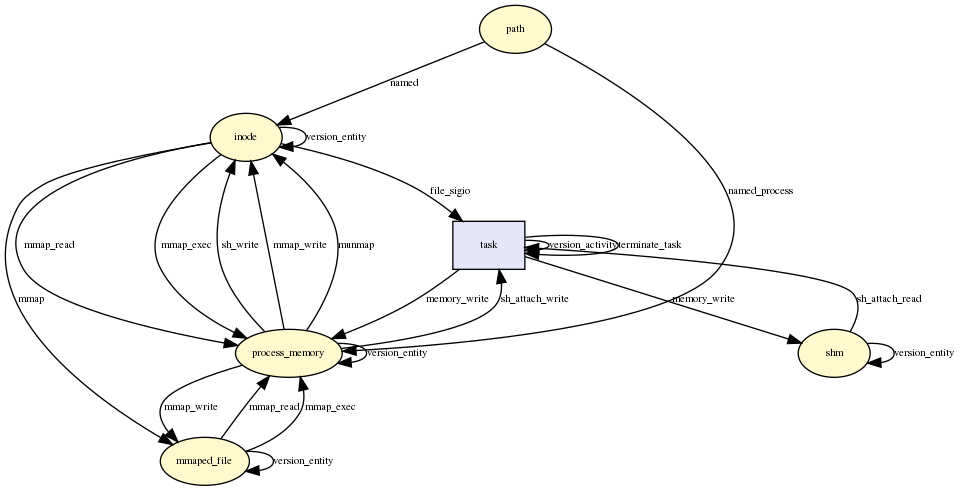 path
named
inode
version_entity
file_sigio
named_process
mmap_read
mmap_exec
sh_write
mmap_write
munmap
task
version_activity
terminate_task
mmap
memory_write
sh_attach_write
memory_write
sh_attach_read
process_memory
version_entity
shm
version_entity
mmap_write
mmap_read
mmap_exec
mmaped_file
version_entity